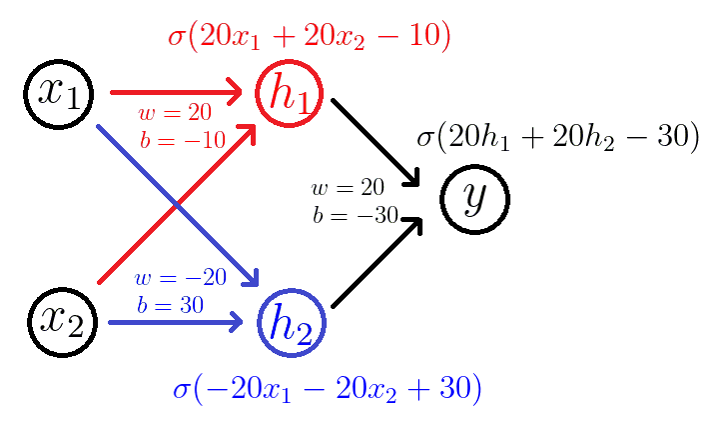 σ(20x₁ + 20x₂ − 10)
x₁
h₁
w = 20
b = −10
σ(20h₁ + 20h₂ − 30)
w = 20
b = −30
y
w = −20
b = 30
x₂
h₂
σ(−20x₁ − 20x₂ + 30)